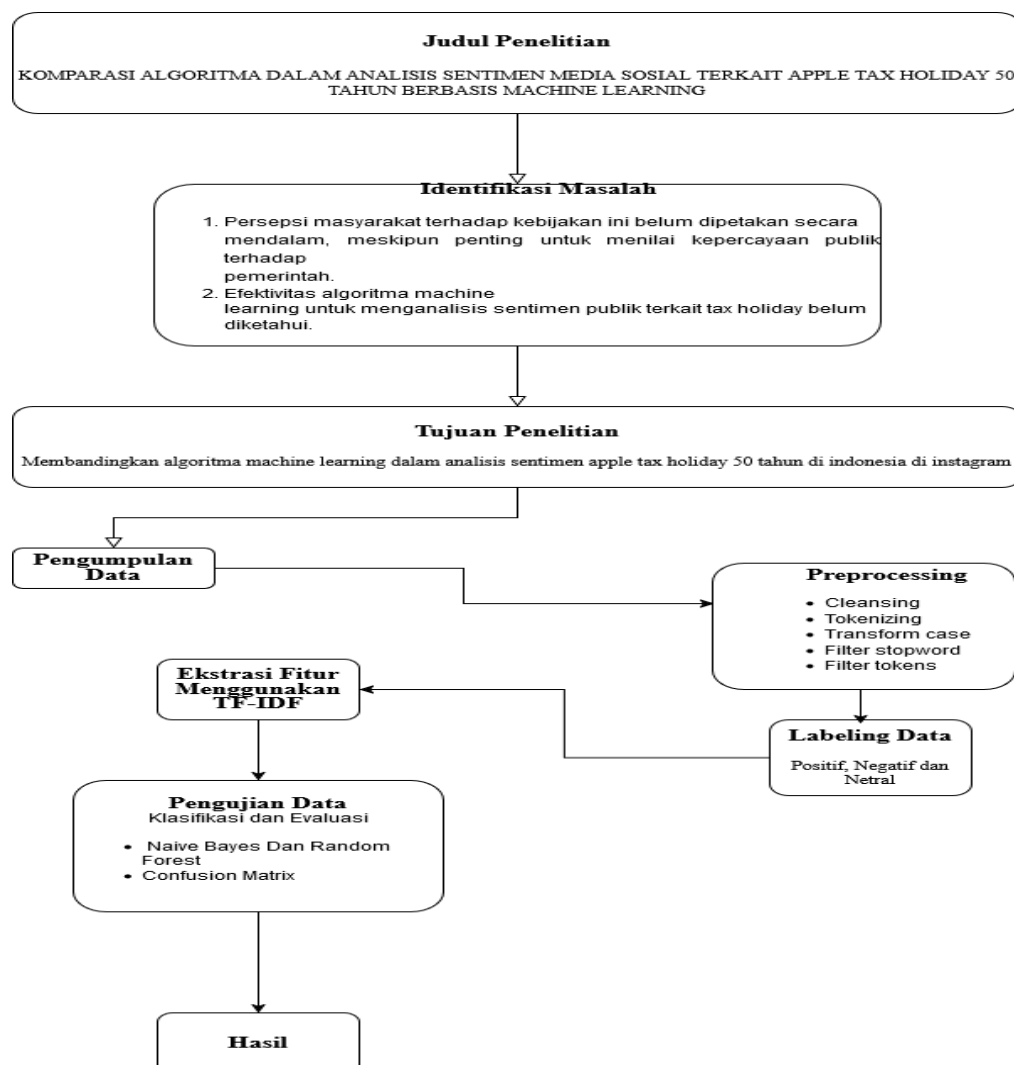 Judul Penelitian
KOMPARASI ALGORITMA DALAM ANALISIS SENTIMEN MEDIA SOSIAL TERKAIT APPLE TAX HOLIDAY 50
TAHUN BERBASIS MACHINE LEARNING
Identifikasi Masalah
1. Persepsi masyarakat terhadap kebijakan ini belum dipetakan secara
mendalam, meskipun penting untuk menilai kepercayaan publik
terhadap
pemerintah.
2. Efektivitas algoritma machine
learning untuk menganalisis sentimen publik terkait tax holiday belum
diketahui.
Tujuan Penelitian
Membandingkan algoritma machine learning dalam analisis sentimen apple tax holiday 50 tahun di indonesia di instagram
Pengumpulan
Data
Preprocessing
• Cleansing
• Tokenizing
• Transform case
• Filter stopword
• Filter tokens
Labeling Data
Positif, Negatif dan
Netral
Ekstrasi Fitur
Menggunakan
TF-IDF
Pengujian Data
Klasifikasi dan Evaluasi
• Naive Bayes Dan Random
Forest
• Confusion Matrix
Hasil